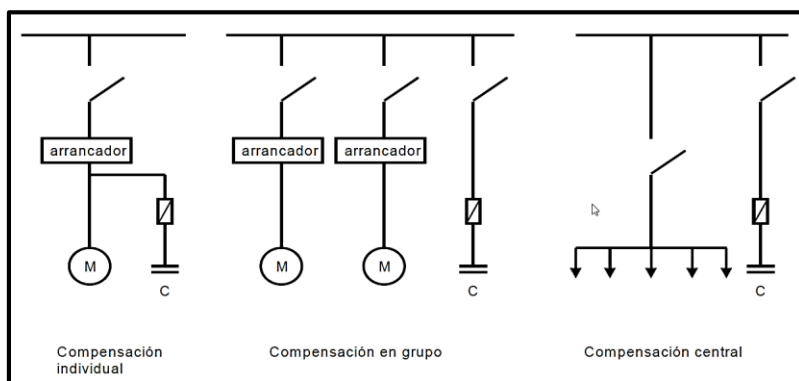 arrancador
arrancador
arrancador
M
M
M
C
C
C
Compensación
individual
Compensación en grupo
Compensación central